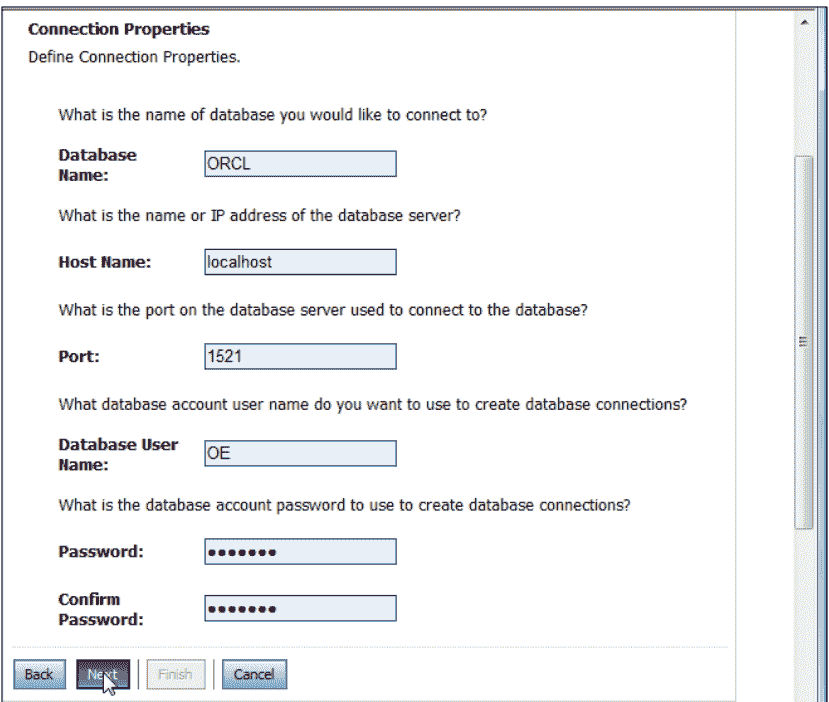 Connection Properties
Define Connection Properties.
What is the name of database you would like to connect to?
Database
Name:
ORCL
What is the name or IP address of the database server?
Host Name:
localhost
What is the port on the database server used to connect to the database?
Port:
1521
What database account user name do you want to use to create database connections?
Database User
Name:
OE
What is the database account password to use to create database connections?
Password:
•••••••
Confirm
Password:
•••••••
Back Next Finish Cancel